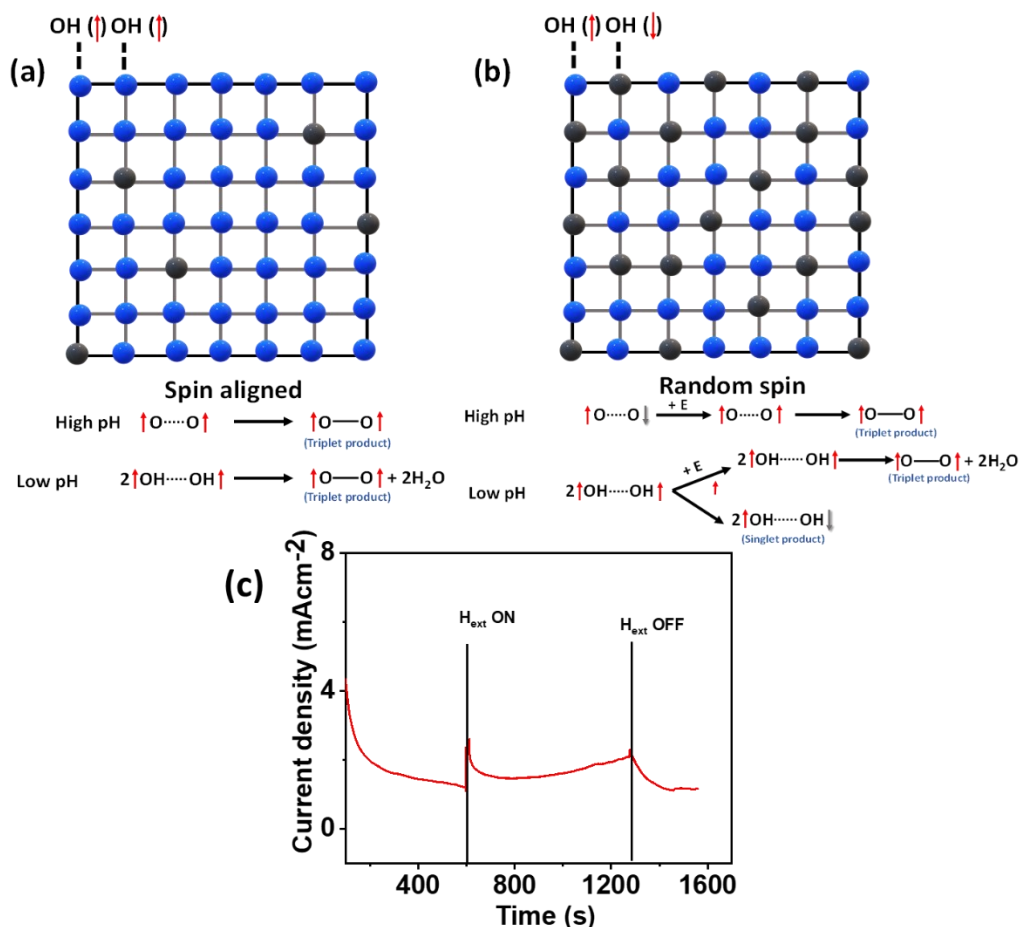 OH (↑) OH (↑)
(a)
Spin aligned
High pH ↑O·····O↑ → ↑O—O↑
(Triplet product)
Low pH 2↑OH·····OH↑ → ↑O—O↑ + 2H₂O
(Triplet product)
OH (↑) OH (↓)
(b)
Random spin
High pH ↑O·····O↓ + E → ↑O·····O↑ → ↑O—O↑
(Triplet product)
+ E ↑ 2↑OH·····OH↑ → ↑O—O↑ + 2H₂O
(Triplet product)
Low pH 2↑OH·····OH↑
2↑OH······OH↓
(Singlet product)
(c)
Current density (mAcm-2)
8
4
0
Hext ON
Hext OFF
400 800 1200 1600
Time (s)